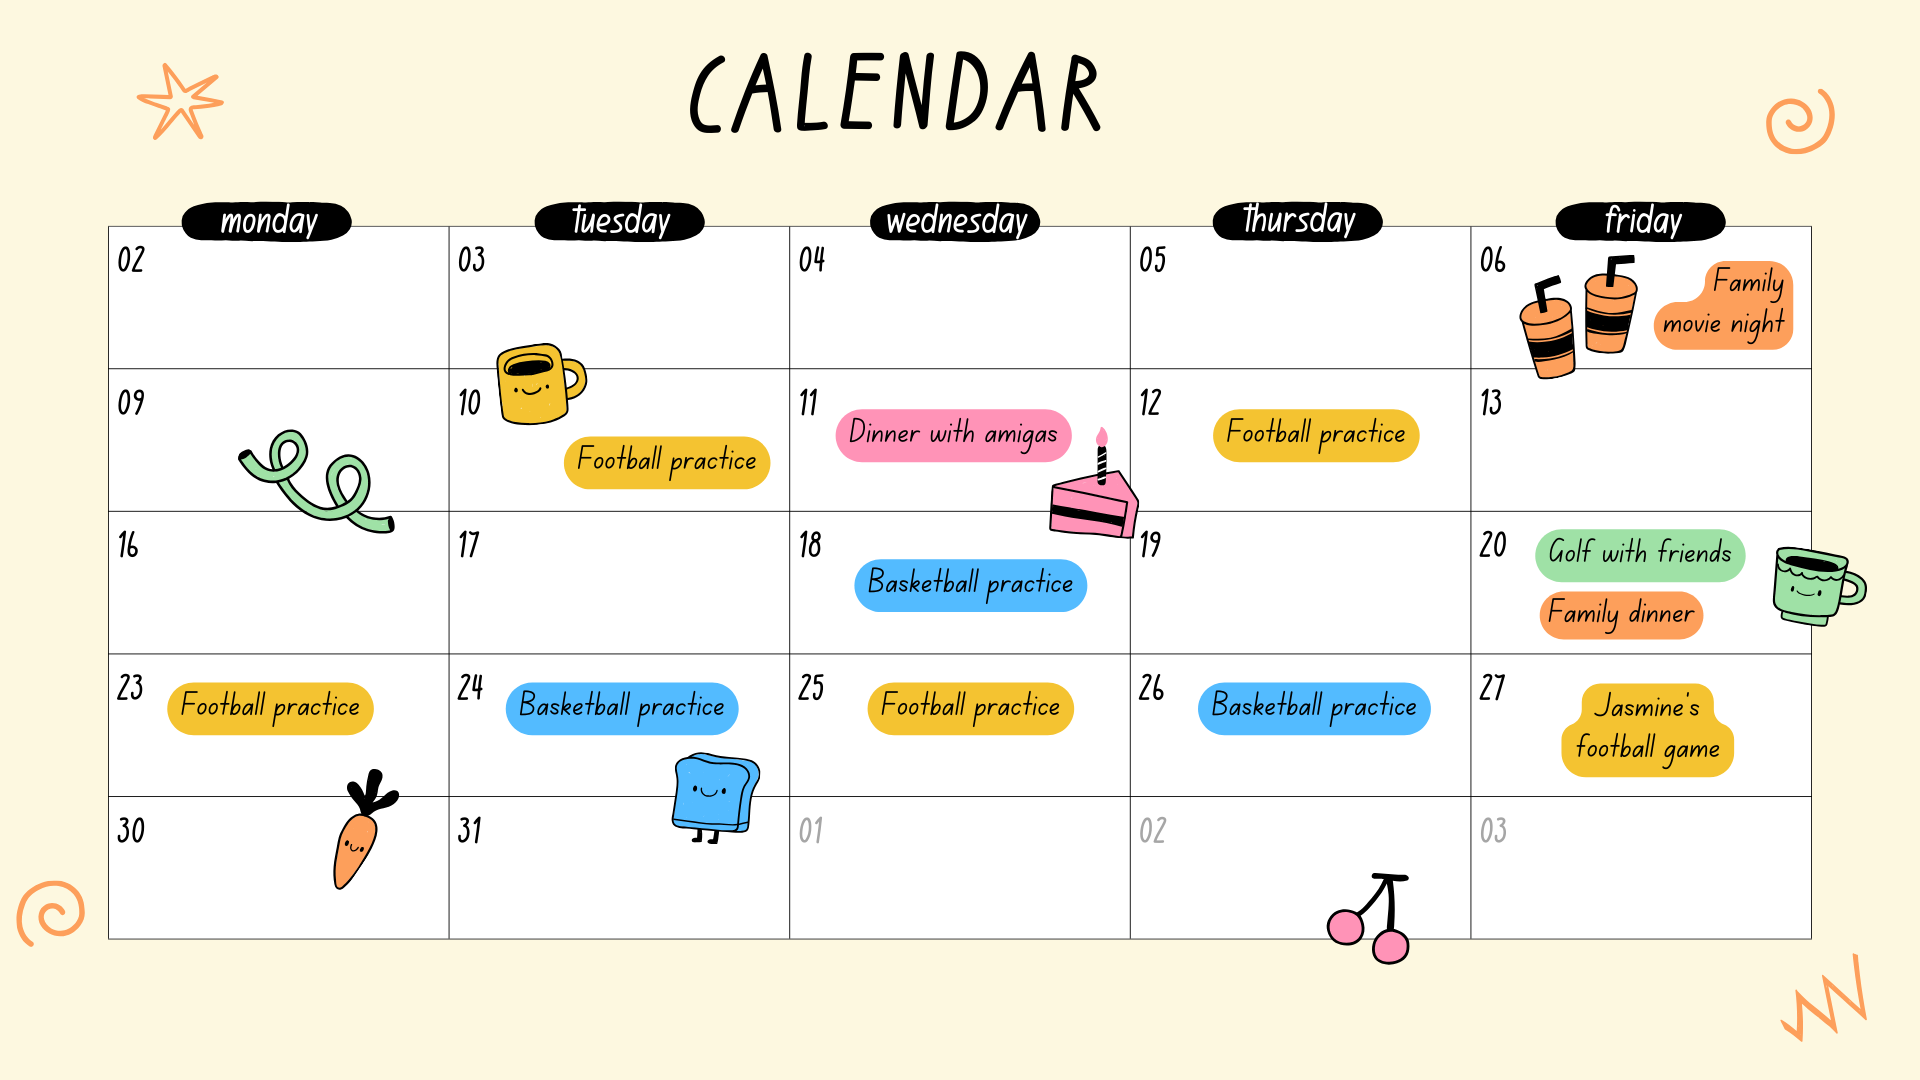 CALENDAR
monday tuesday wednesday thursday friday
02 03 04 05 06
Family
movie night
09 10 11 12 13
Football practice
Dinner with amigas
Football practice
16 17 18 19 20
Basketball practice
Golf with friends
Family dinner
23 24 25 26 27
Football practice
Basketball practice
Football practice
Basketball practice
Jasmine's
football game
30 31 01 02 03